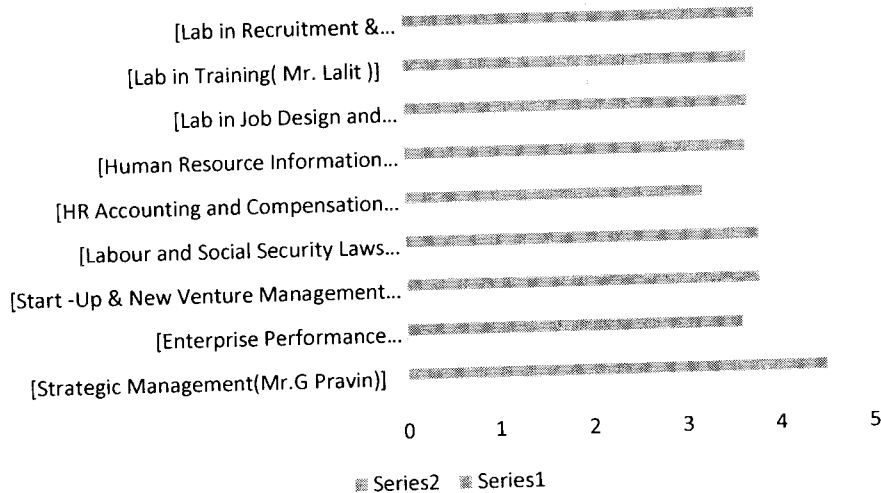 [Lab in Recruitment &...
[Lab in Training( Mr. Lalit )]
[Lab in Job Design and...
[Human Resource Information...
[HR Accounting and Compensation...
[Labour and Social Security Laws...
[Start -Up & New Venture Management...
[Enterprise Performance...
[Strategic Management(Mr.G Pravin)]
0 1 2 3 4 5
Series2 Series1